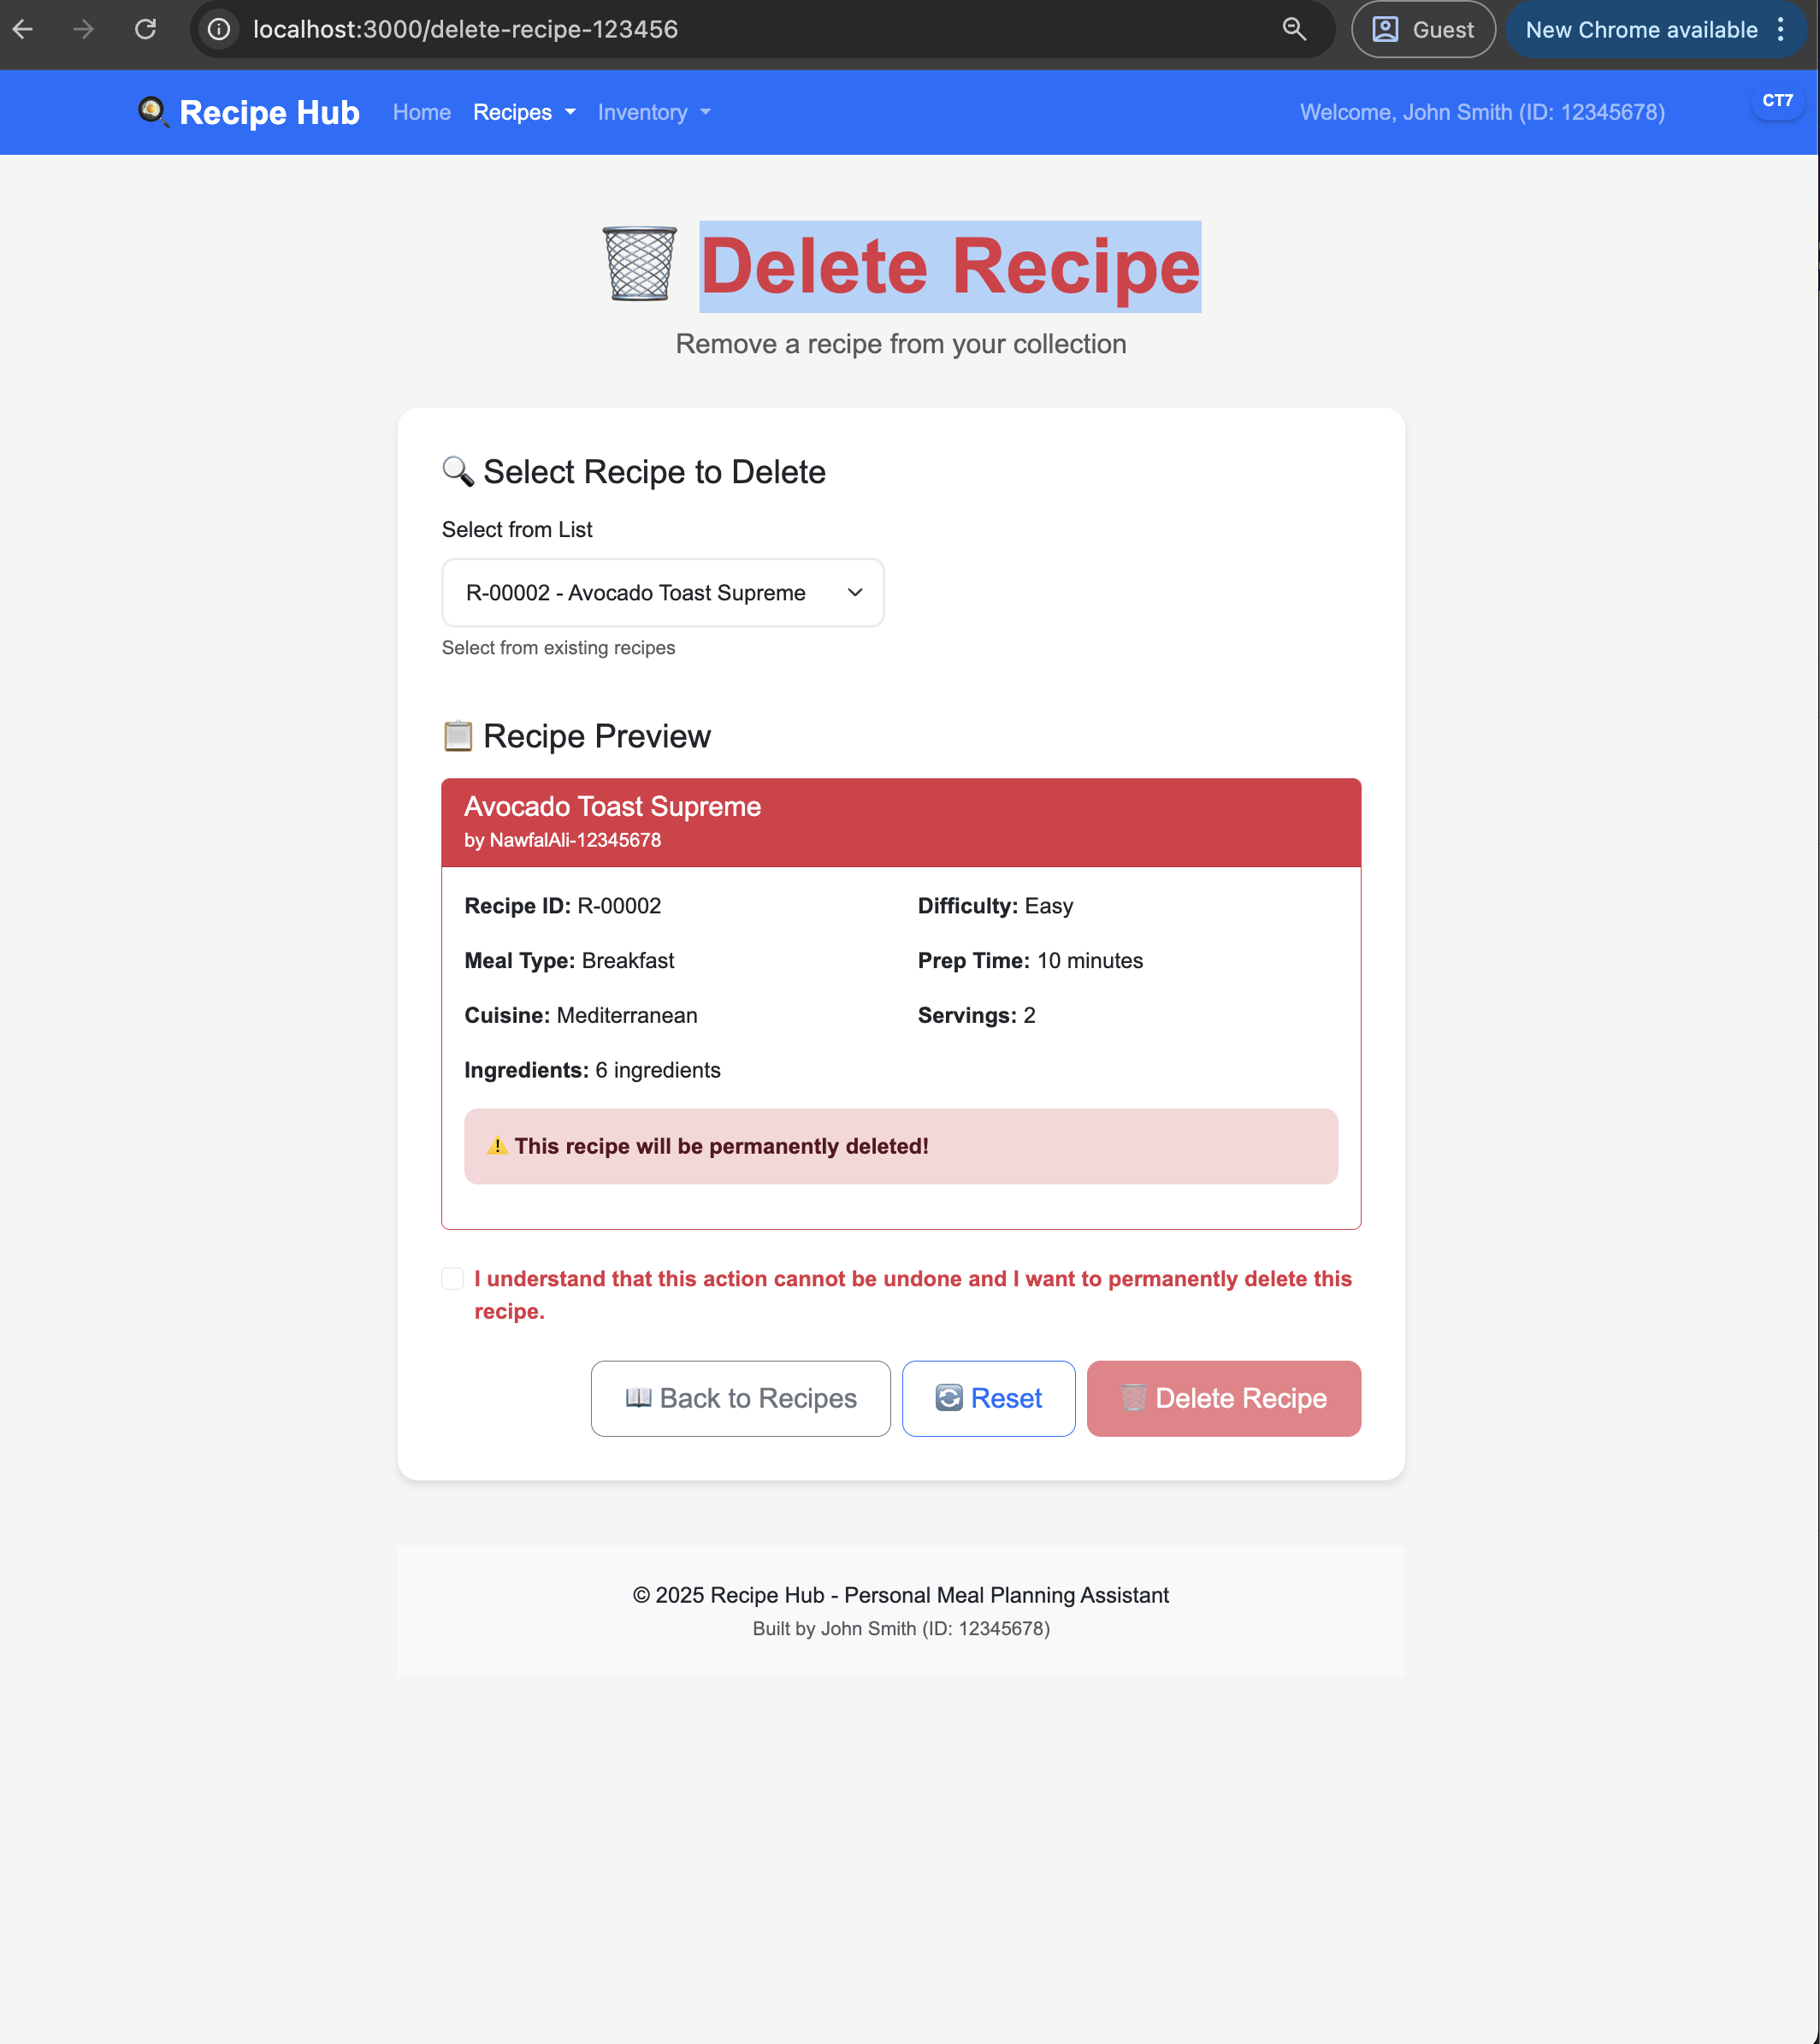 localhost:3000/delete-recipe-123456
Guest
New Chrome available
Recipe Hub
Home
Recipes
Inventory
Welcome, John Smith (ID: 12345678)
CT7
Delete Recipe
Remove a recipe from your collection
Select Recipe to Delete
Select from List
R-00002 - Avocado Toast Supreme
Select from existing recipes
Recipe Preview
Avocado Toast Supreme
by NawfalAli-12345678
Recipe ID: R-00002
Difficulty: Easy
Meal Type: Breakfast
Prep Time: 10 minutes
Cuisine: Mediterranean
Servings: 2
Ingredients: 6 ingredients
⚠️ This recipe will be permanently deleted!
I understand that this action cannot be undone and I want to permanently delete this
recipe.
Back to Recipes
Reset
Delete Recipe
© 2025 Recipe Hub - Personal Meal Planning Assistant
Built by John Smith (ID: 12345678)